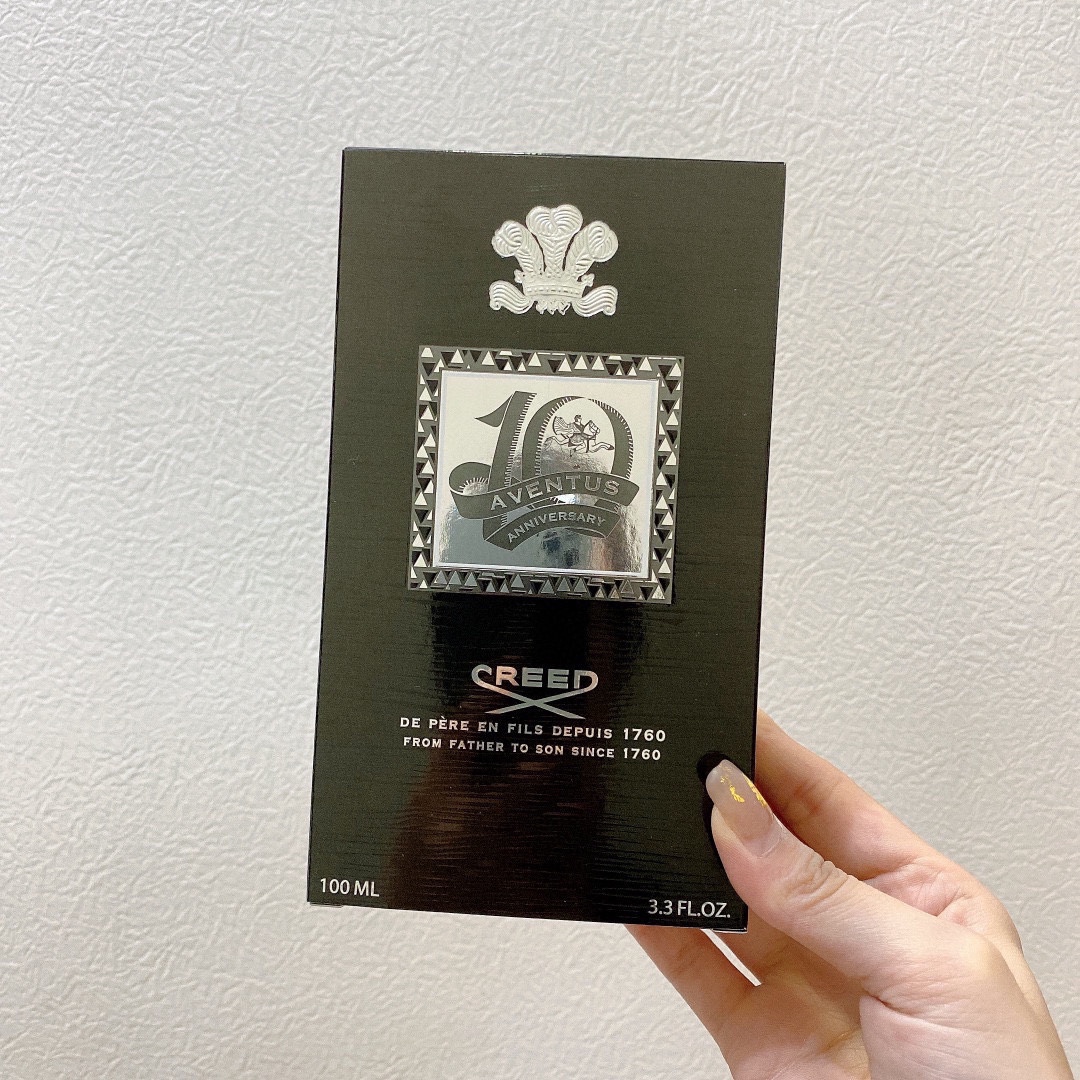 10
AVENTUS
ANNIVERSARY
CREED
DE PÈRE EN FILS DEPUIS 1760
FROM FATHER TO SON SINCE 1760
100 ML
3.3 FL.OZ.